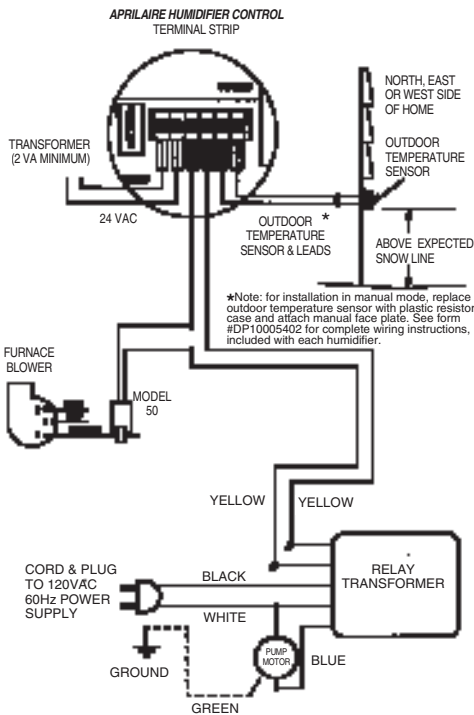 APRILAIRE HUMIDIFIER CONTROL
TERMINAL STRIP
NORTH, EAST
OR WEST SIDE
OF HOME
OUTDOOR
TEMPERATURE
SENSOR
TRANSFORMER
(2 VA MINIMUM)
24 VAC
OUTDOOR *
TEMPERATURE
SENSOR & LEADS
ABOVE EXPECTED
SNOW LINE
*Note: for installation in manual mode, replace
outdoor temperature sensor with plastic resistor
case and attach manual face plate. See form
#DP10005402 for complete wiring instructions,
included with each humidifier.
FURNACE
BLOWER
MODEL
50
YELLOW
YELLOW
CORD & PLUG
TO 120VAC
60Hz POWER
SUPPLY
BLACK
WHITE
RELAY
TRANSFORMER
PUMP
MOTOR
BLUE
GROUND
GREEN